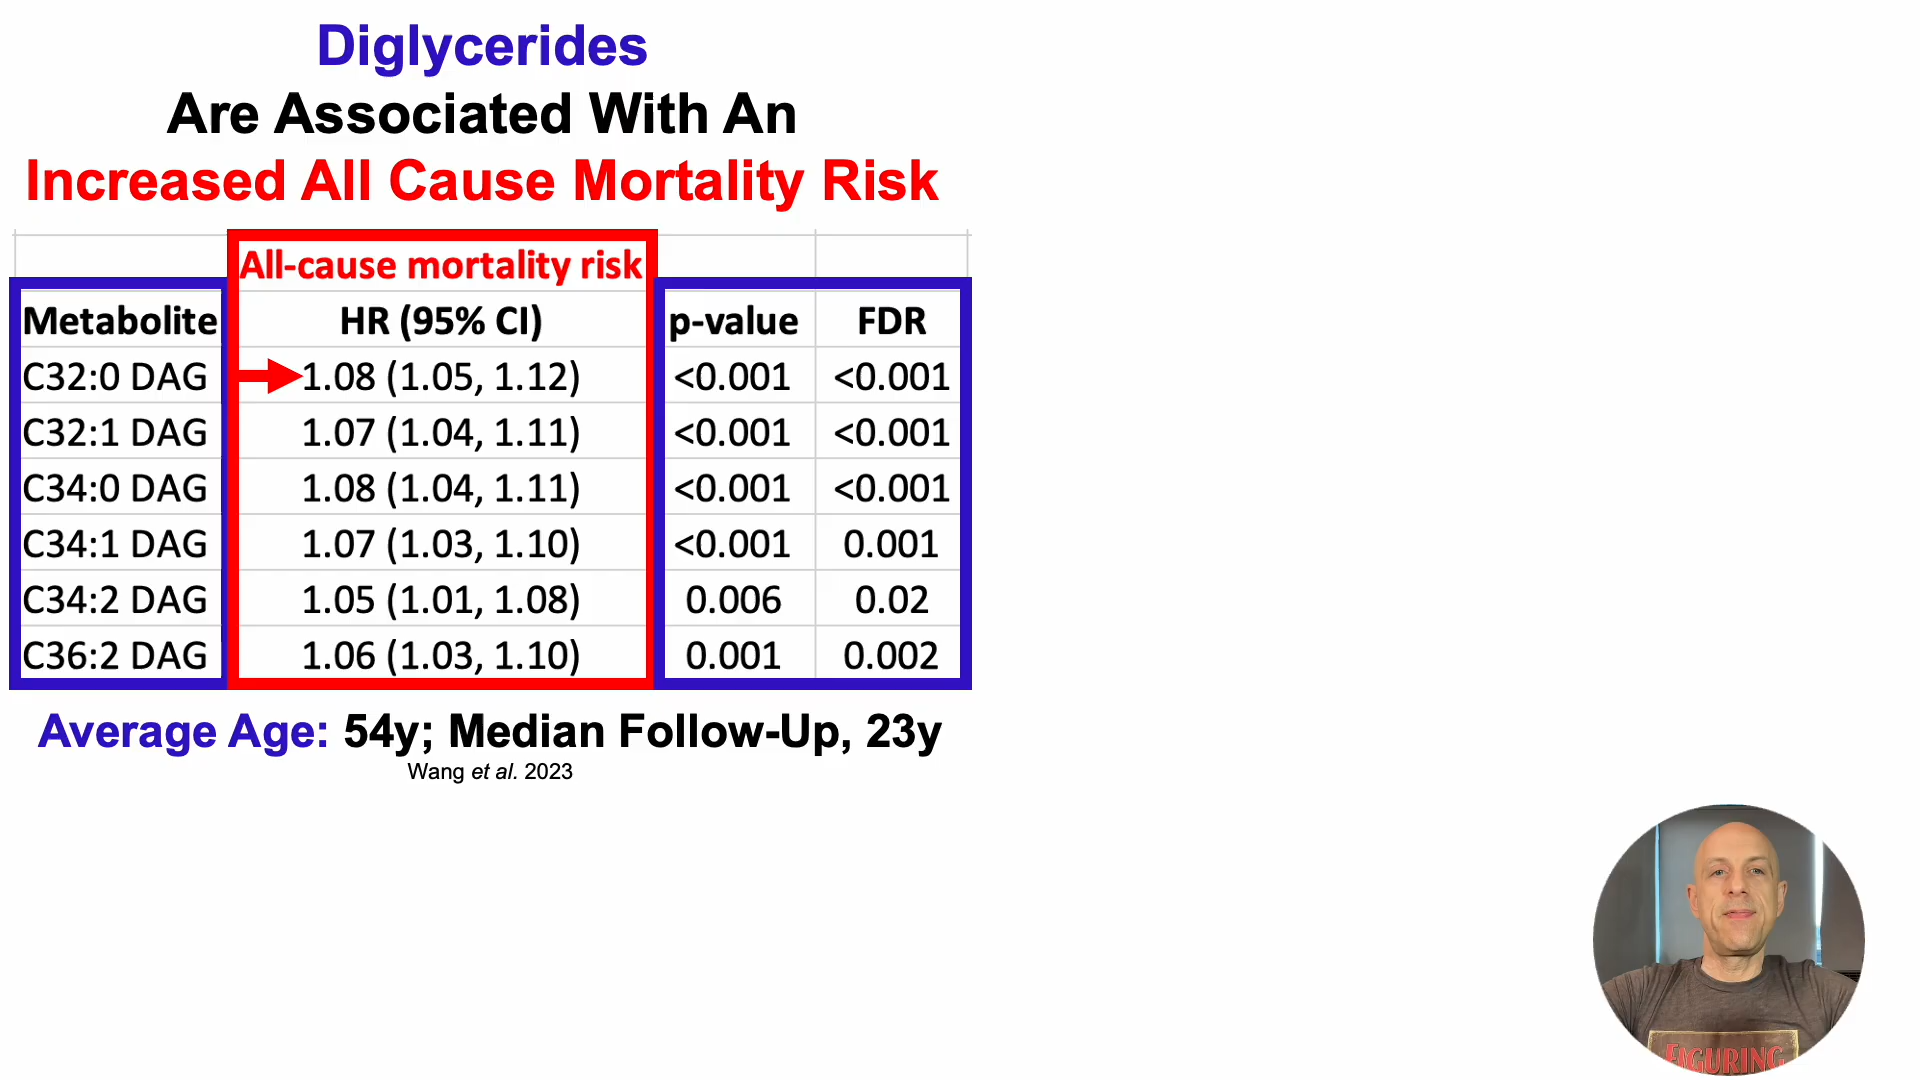 Diglycerides
Are Associated With An
Increased All Cause Mortality Risk
All-cause mortality risk
Metabolite HR (95% CI) p-value FDR
C32:0 DAG 1.08 (1.05, 1.12) <0.001 <0.001
C32:1 DAG 1.07 (1.04, 1.11) <0.001 <0.001
C34:0 DAG 1.08 (1.04, 1.11) <0.001 <0.001
C34:1 DAG 1.07 (1.03, 1.10) <0.001 0.001
C34:2 DAG 1.05 (1.01, 1.08) 0.006 0.02
C36:2 DAG 1.06 (1.03, 1.10) 0.001 0.002
Average Age: 54y; Median Follow-Up, 23y
Wang et al. 2023
FIGURING